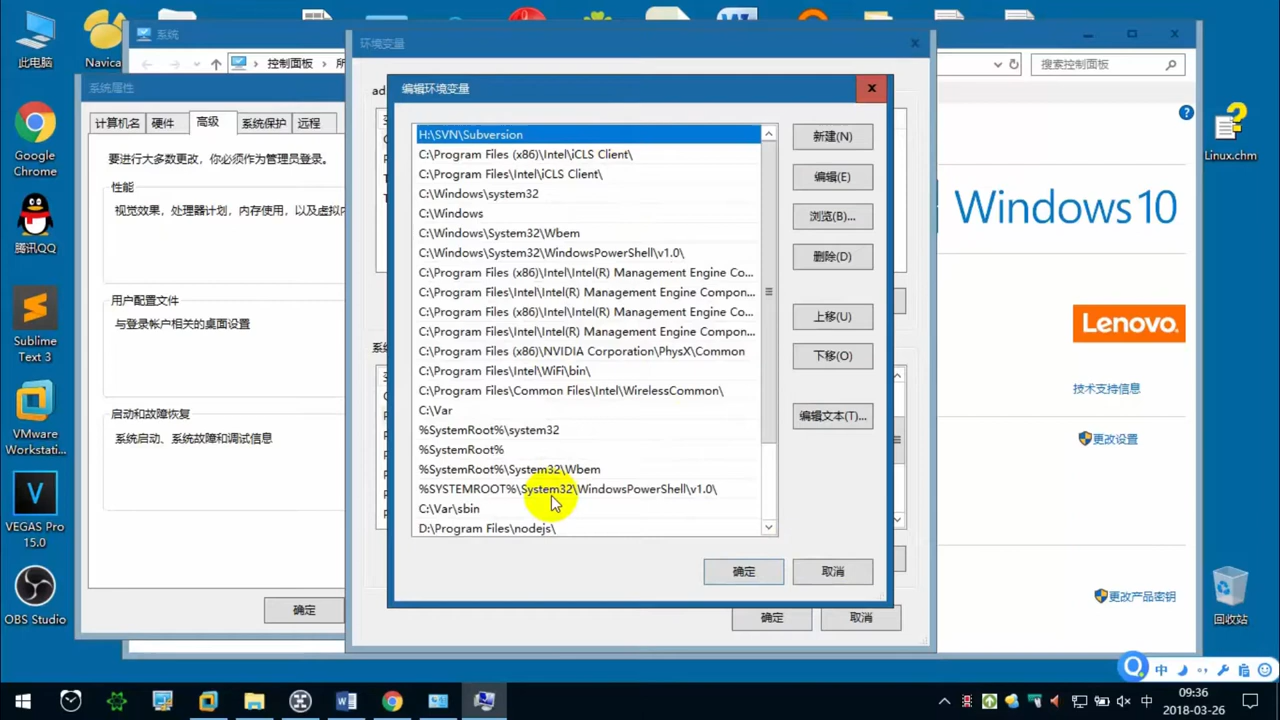 此电脑
Navica
系统
控制面板
所
搜索控制面板
环境变量
系统属性
计算机名
硬件
高级
系统保护
远程
要进行大多数更改，你必须作为管理员登录。
性能
视觉效果，处理器计划，内存使用，以及虚拟内
用户配置文件
与登录帐户相关的桌面设置
启动和故障恢复
系统启动、系统故障和调试信息
确定
ad
编辑环境变量
H:\SVN\Subversion
C:\Program Files (x86)\Intel\iCLS Client\
C:\Program Files\Intel\iCLS Client\
C:\Windows\system32
C:\Windows
C:\Windows\System32\Wbem
C:\Windows\System32\WindowsPowerShell\v1.0\
C:\Program Files (x86)\Intel\Intel(R) Management Engine Co...
C:\Program Files\Intel\Intel(R) Management Engine Compon...
C:\Program Files (x86)\Intel\Intel(R) Management Engine Co...
C:\Program Files\Intel\Intel(R) Management Engine Compon...
C:\Program Files (x86)\NVIDIA Corporation\PhysX\Common
C:\Program Files\Intel\WiFi\bin\
C:\Program Files\Common Files\Intel\WirelessCommon\
C:\Var
%SystemRoot%\system32
%SystemRoot%
%SystemRoot%\System32\Wbem
%SYSTEMROOT%\System32\WindowsPowerShell\v1.0\
C:\Var\sbin
D:\Program Files\nodejs\
新建(N)
编辑(E)
浏览(B)...
删除(D)
上移(U)
下移(O)
编辑文本(T)...
确定
取消
确定
取消
Windows 10
Lenovo.
技术支持信息
更改设置
更改产品密钥
Google
Chrome
腾讯QQ
Sublime
Text 3
VMware
Workstati...
VEGAS Pro
15.0
OBS Studio
Linux.chm
回收站
中
中
09:36
2018-03-26